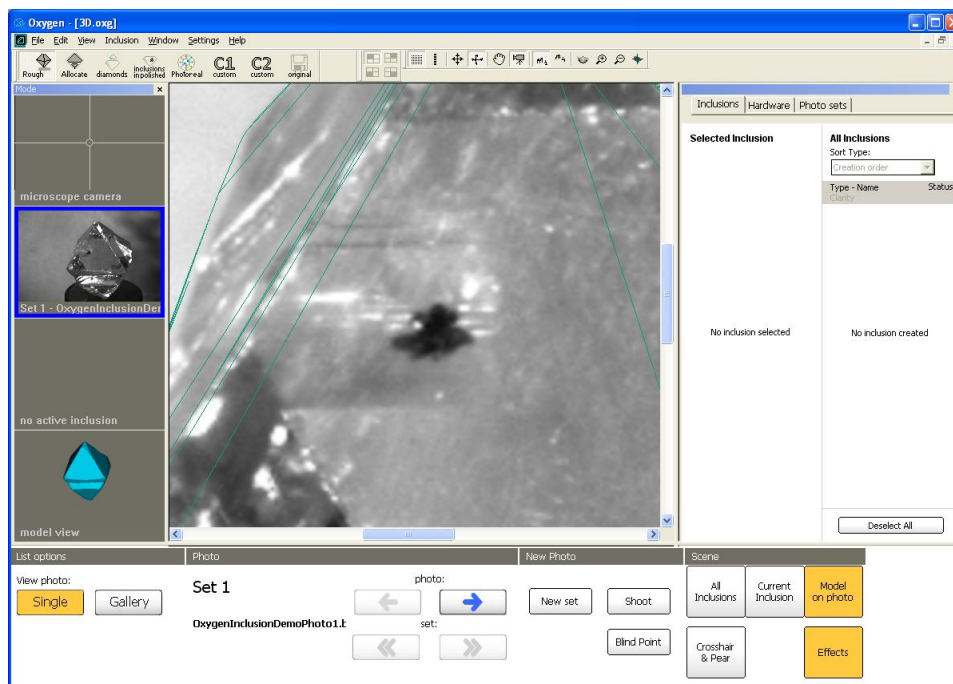 Oxygen - [3D.oxg]
File Edit View Inclusion Window Settings Help
Rough
Allocate
diamonds
inclusions
in polished
Photoreal
C1
custom
C2
custom
original
Mode
microscope camera
Set 1 - OxygenInclusionDer
no active inclusion
model view
Inclusions
Hardware
Photo sets
Selected Inclusion
No inclusion selected
All Inclusions
Sort Type:
Creation order
Type - Name Status
Clarity
No inclusion created
Deselect All
List options
View photo:
Single
Gallery
Photo
Set 1
OxygenInclusionDemoPhoto1.b
photo:
set:
New Photo
New set
Shoot
Blind Point
Scene
All
Inclusions
Current
Inclusion
Model
on photo
Crosshair
& Pear
Effects